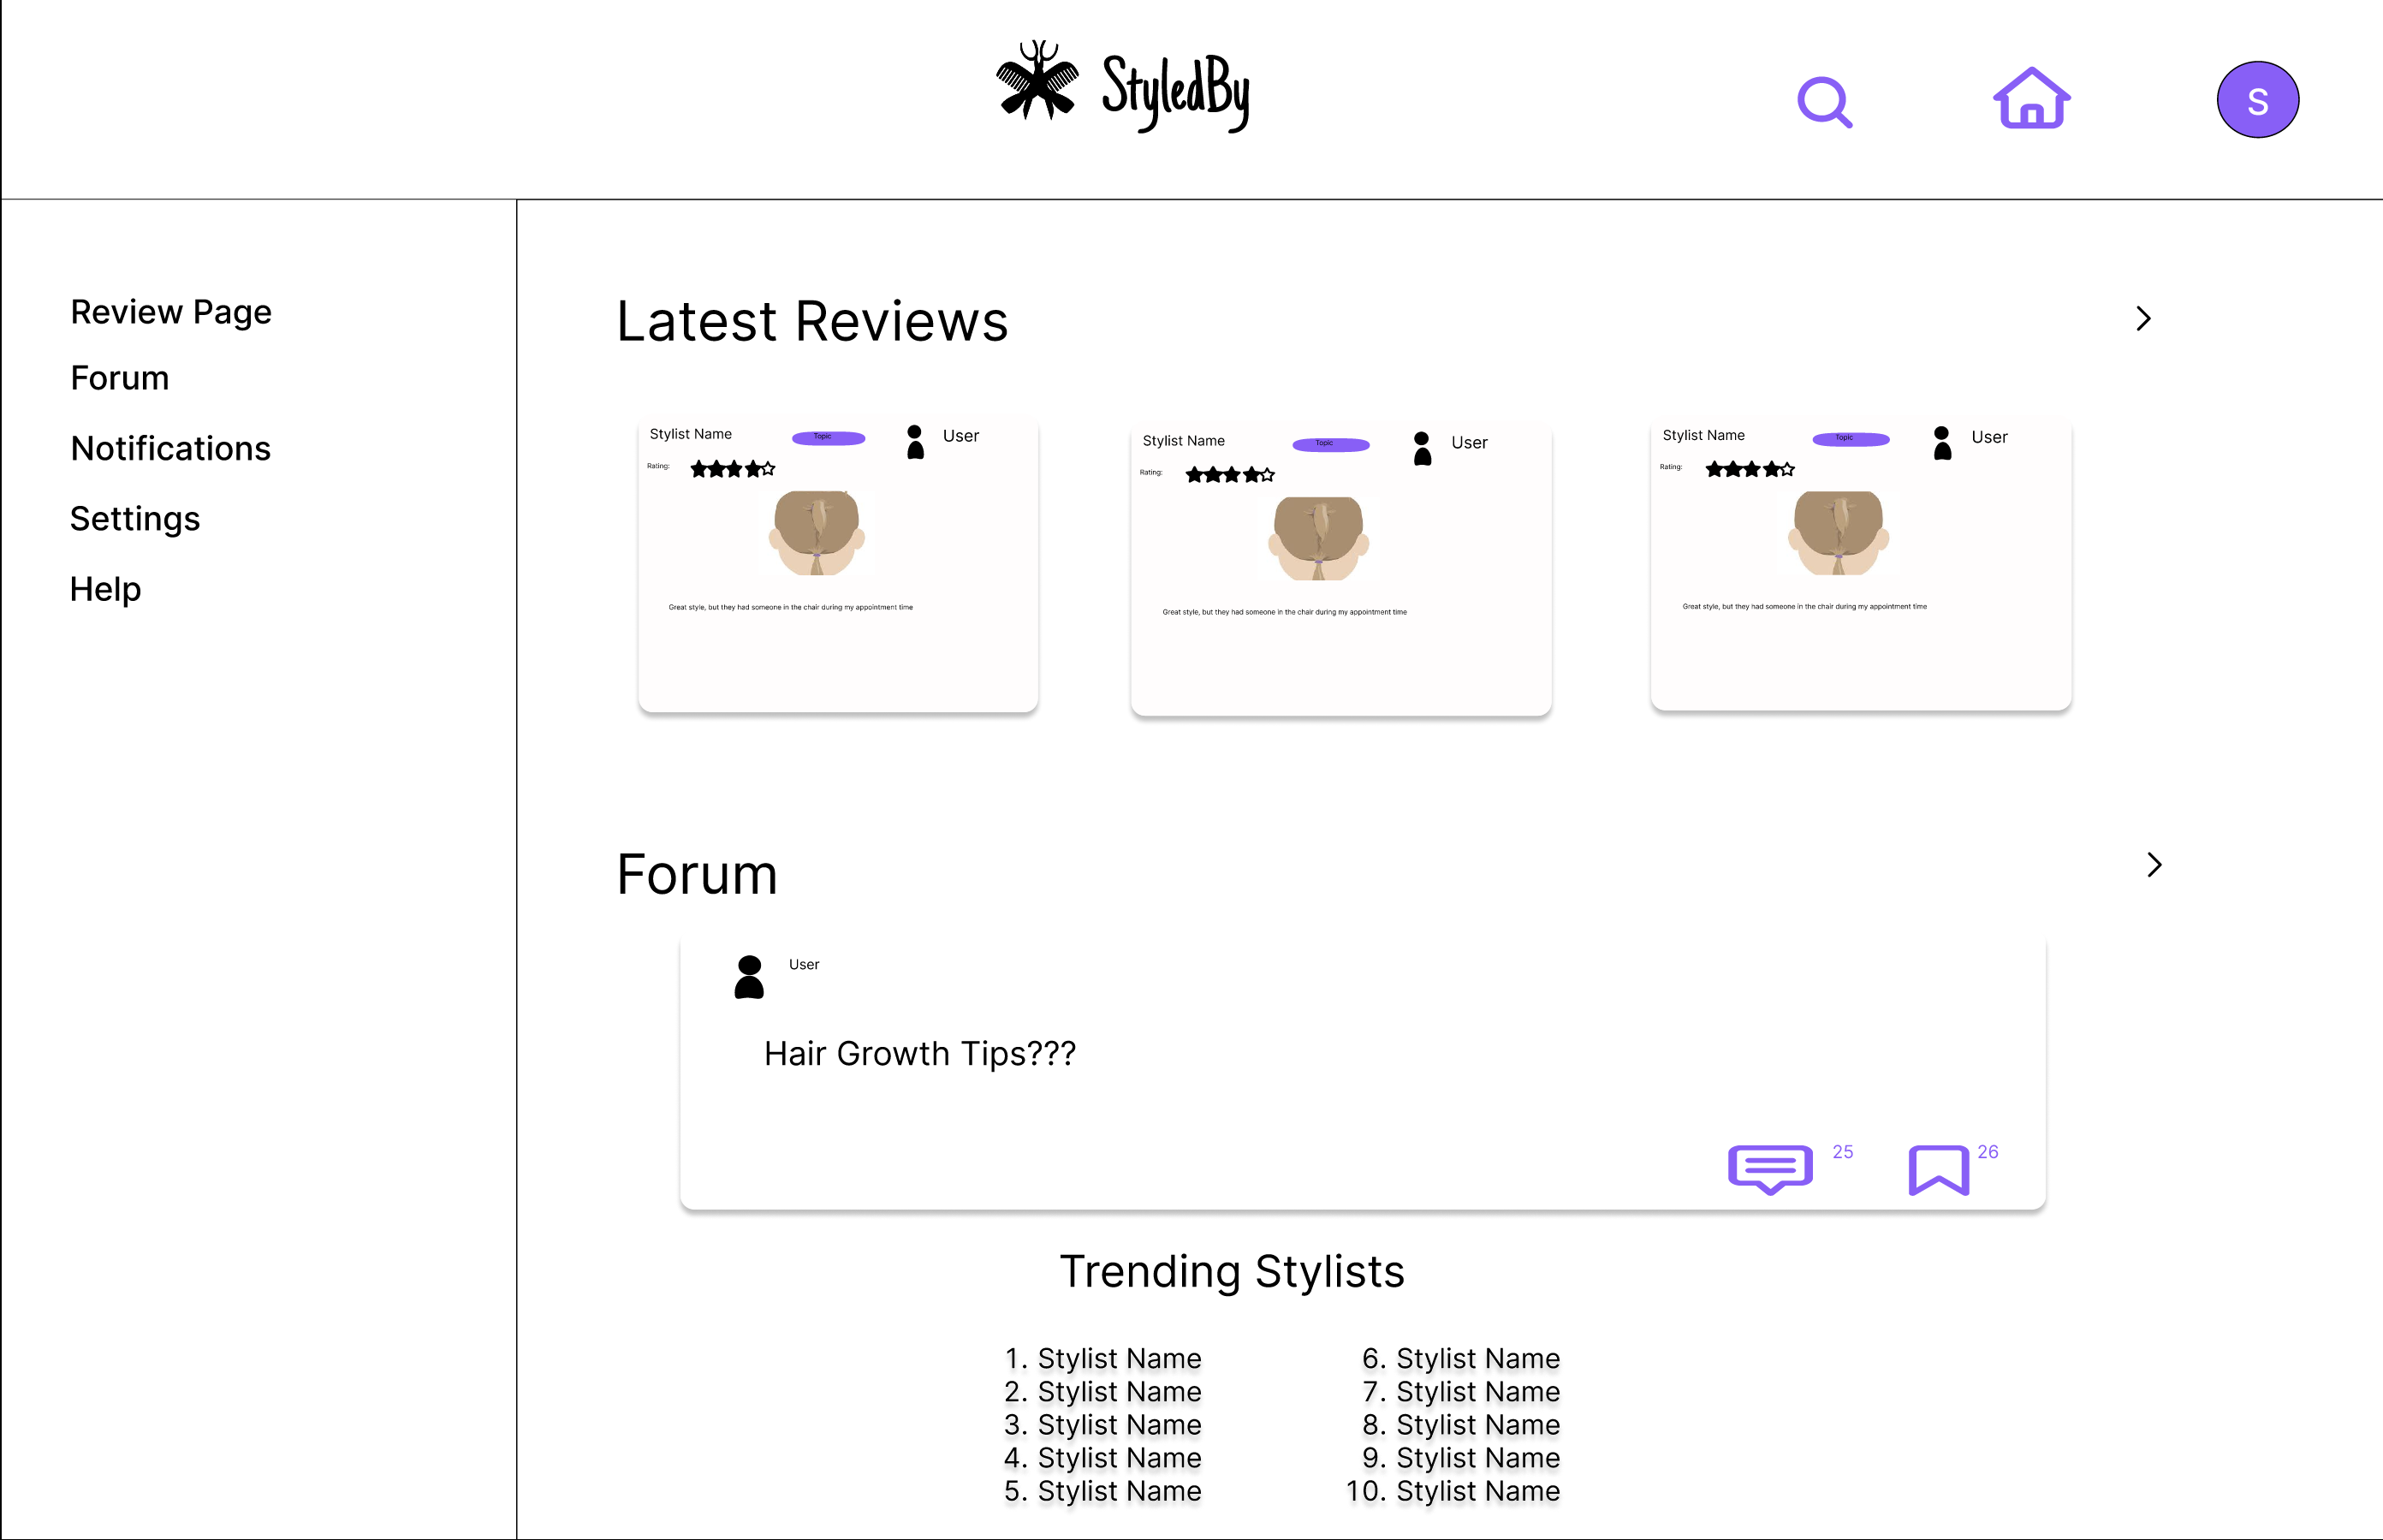 StyledBy
S
Review Page
Forum
Notifications
Settings
Help
Latest Reviews
Stylist Name
Topic
User
Rating:
Great style, but they had someone in the chair during my appointment time
Stylist Name
Topic
User
Rating:
Great style, but they had someone in the chair during my appointment time
Stylist Name
Topic
User
Rating:
Great style, but they had someone in the chair during my appointment time
Forum
User
Hair Growth Tips???
25
26
Trending Stylists
1. Stylist Name
2. Stylist Name
3. Stylist Name
4. Stylist Name
5. Stylist Name
6. Stylist Name
7. Stylist Name
8. Stylist Name
9. Stylist Name
10. Stylist Name